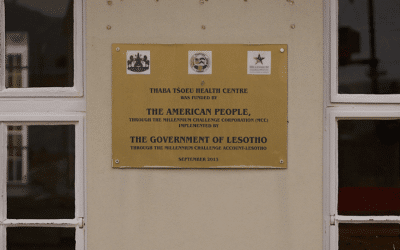 THABA TŠOEU HEALTH CENTRE
WAS FUNDED BY
THE AMERICAN PEOPLE,
THROUGH THE MILLENNIUM CHALLENGE CORPORATION (MCC)
IMPLEMENTED BY
THE GOVERNMENT OF LESOTHO
THROUGH THE MILLENNIUM CHALLENGE ACCOUNT-LESOTHO
SEPTEMBER 2013